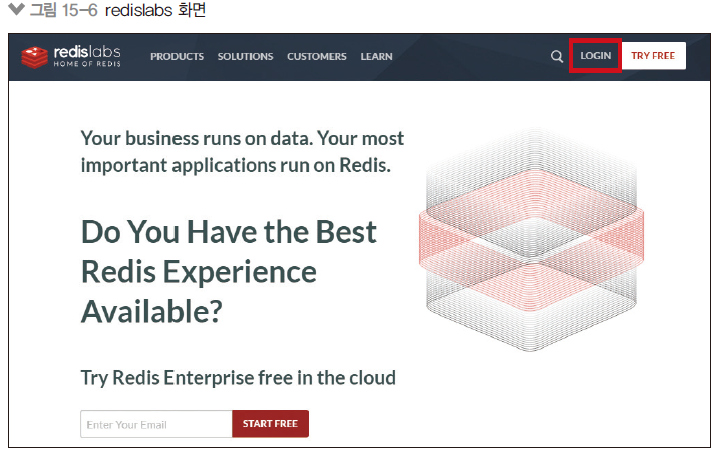 그림 15-6 redislabs 화면
redislabs
HOME OF REDIS
PRODUCTS SOLUTIONS CUSTOMERS LEARN
LOGIN TRY FREE
Your business runs on data. Your most
important applications run on Redis.
Do You Have the Best
Redis Experience
Available?
Try Redis Enterprise free in the cloud
Enter Your Email START FREE